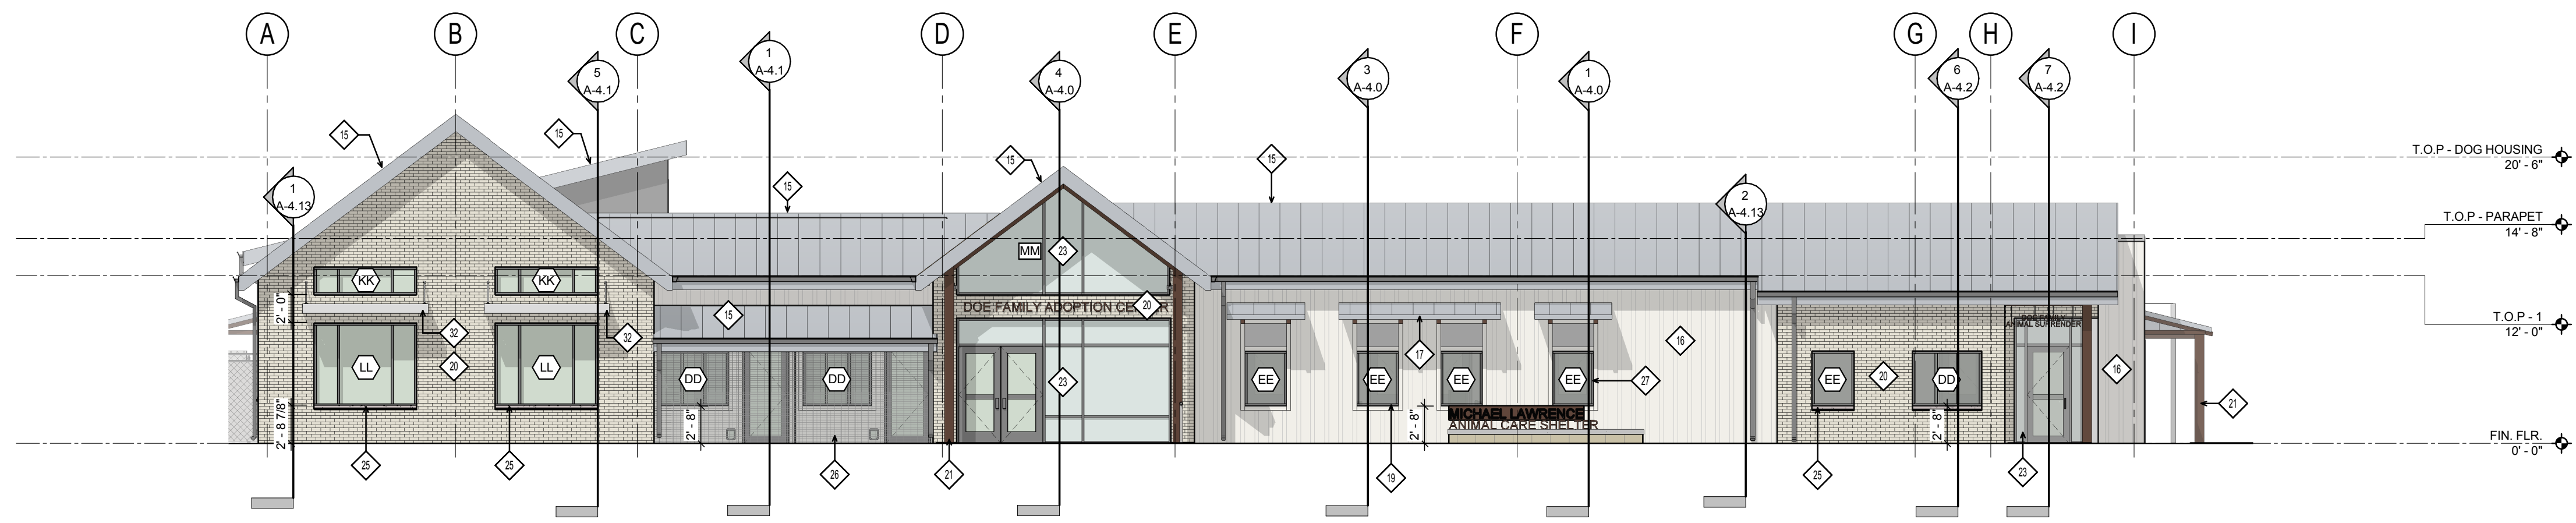 A
B
C
D
E
F
G
H
I
1
A-4.1
5
A-4.1
4
A-4.0
3
A-4.0
1
A-4.0
6
A-4.2
7
A-4.2
15
15
15
15
15
T.O.P - DOG HOUSING
20' - 6"
1
A-4.13
2
A-4.13
T.O.P - PARAPET
14' - 8"
MM
23
KK
KK
2' - 0"
20
DOE FAMILY ADOPTION CENTER
15
32
32
17
16
DOE FAMILY
ANIMAL SURRENDER
T.O.P - 1
12' - 0"
20
LL
LL
DD
DD
23
EE
EE
EE
EE
27
EE
20
DD
16
21
2' - 8 7/8"
2' - 8"
2' - 8"
2' - 8"
MICHAEL LAWRENCE
ANIMAL CARE SHELTER
FIN. FLR.
0' - 0"
25
25
26
21
19
25
23